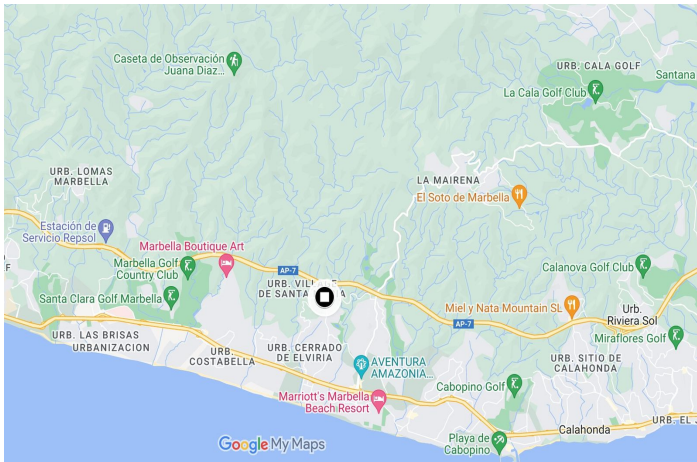 Caseta de Observación
Juana Diaz...
URB. CALA GOLF
Santana
La Cala Golf Club
URB. LOMAS
MARBELLA
LA MAIRENA
El Soto de Marbella
Estación de
Servicio Repsol
Marbella Boutique Art
Marbella Golf
Country Club
AP-7
Calanova Golf Club
F
Santa Clara Golf Marbella
URB.
DE SANTA
Miel y Nata Mountain SL
Urb.
Riviera Sol
AP-7
Miraflores Golf
URB. LAS BRISAS
URBANIZACION
URB.
COSTABELLA
URB. CERRADO
DE ELVIRIA
URB. SITIO DE
CALAHONDA
AVENTURA
AMAZONIA...
Cabopino Golf
Marriott's Marbella
Beach Resort
URB. EL
Calahonda
Playa de
Cabopino
Google My Maps